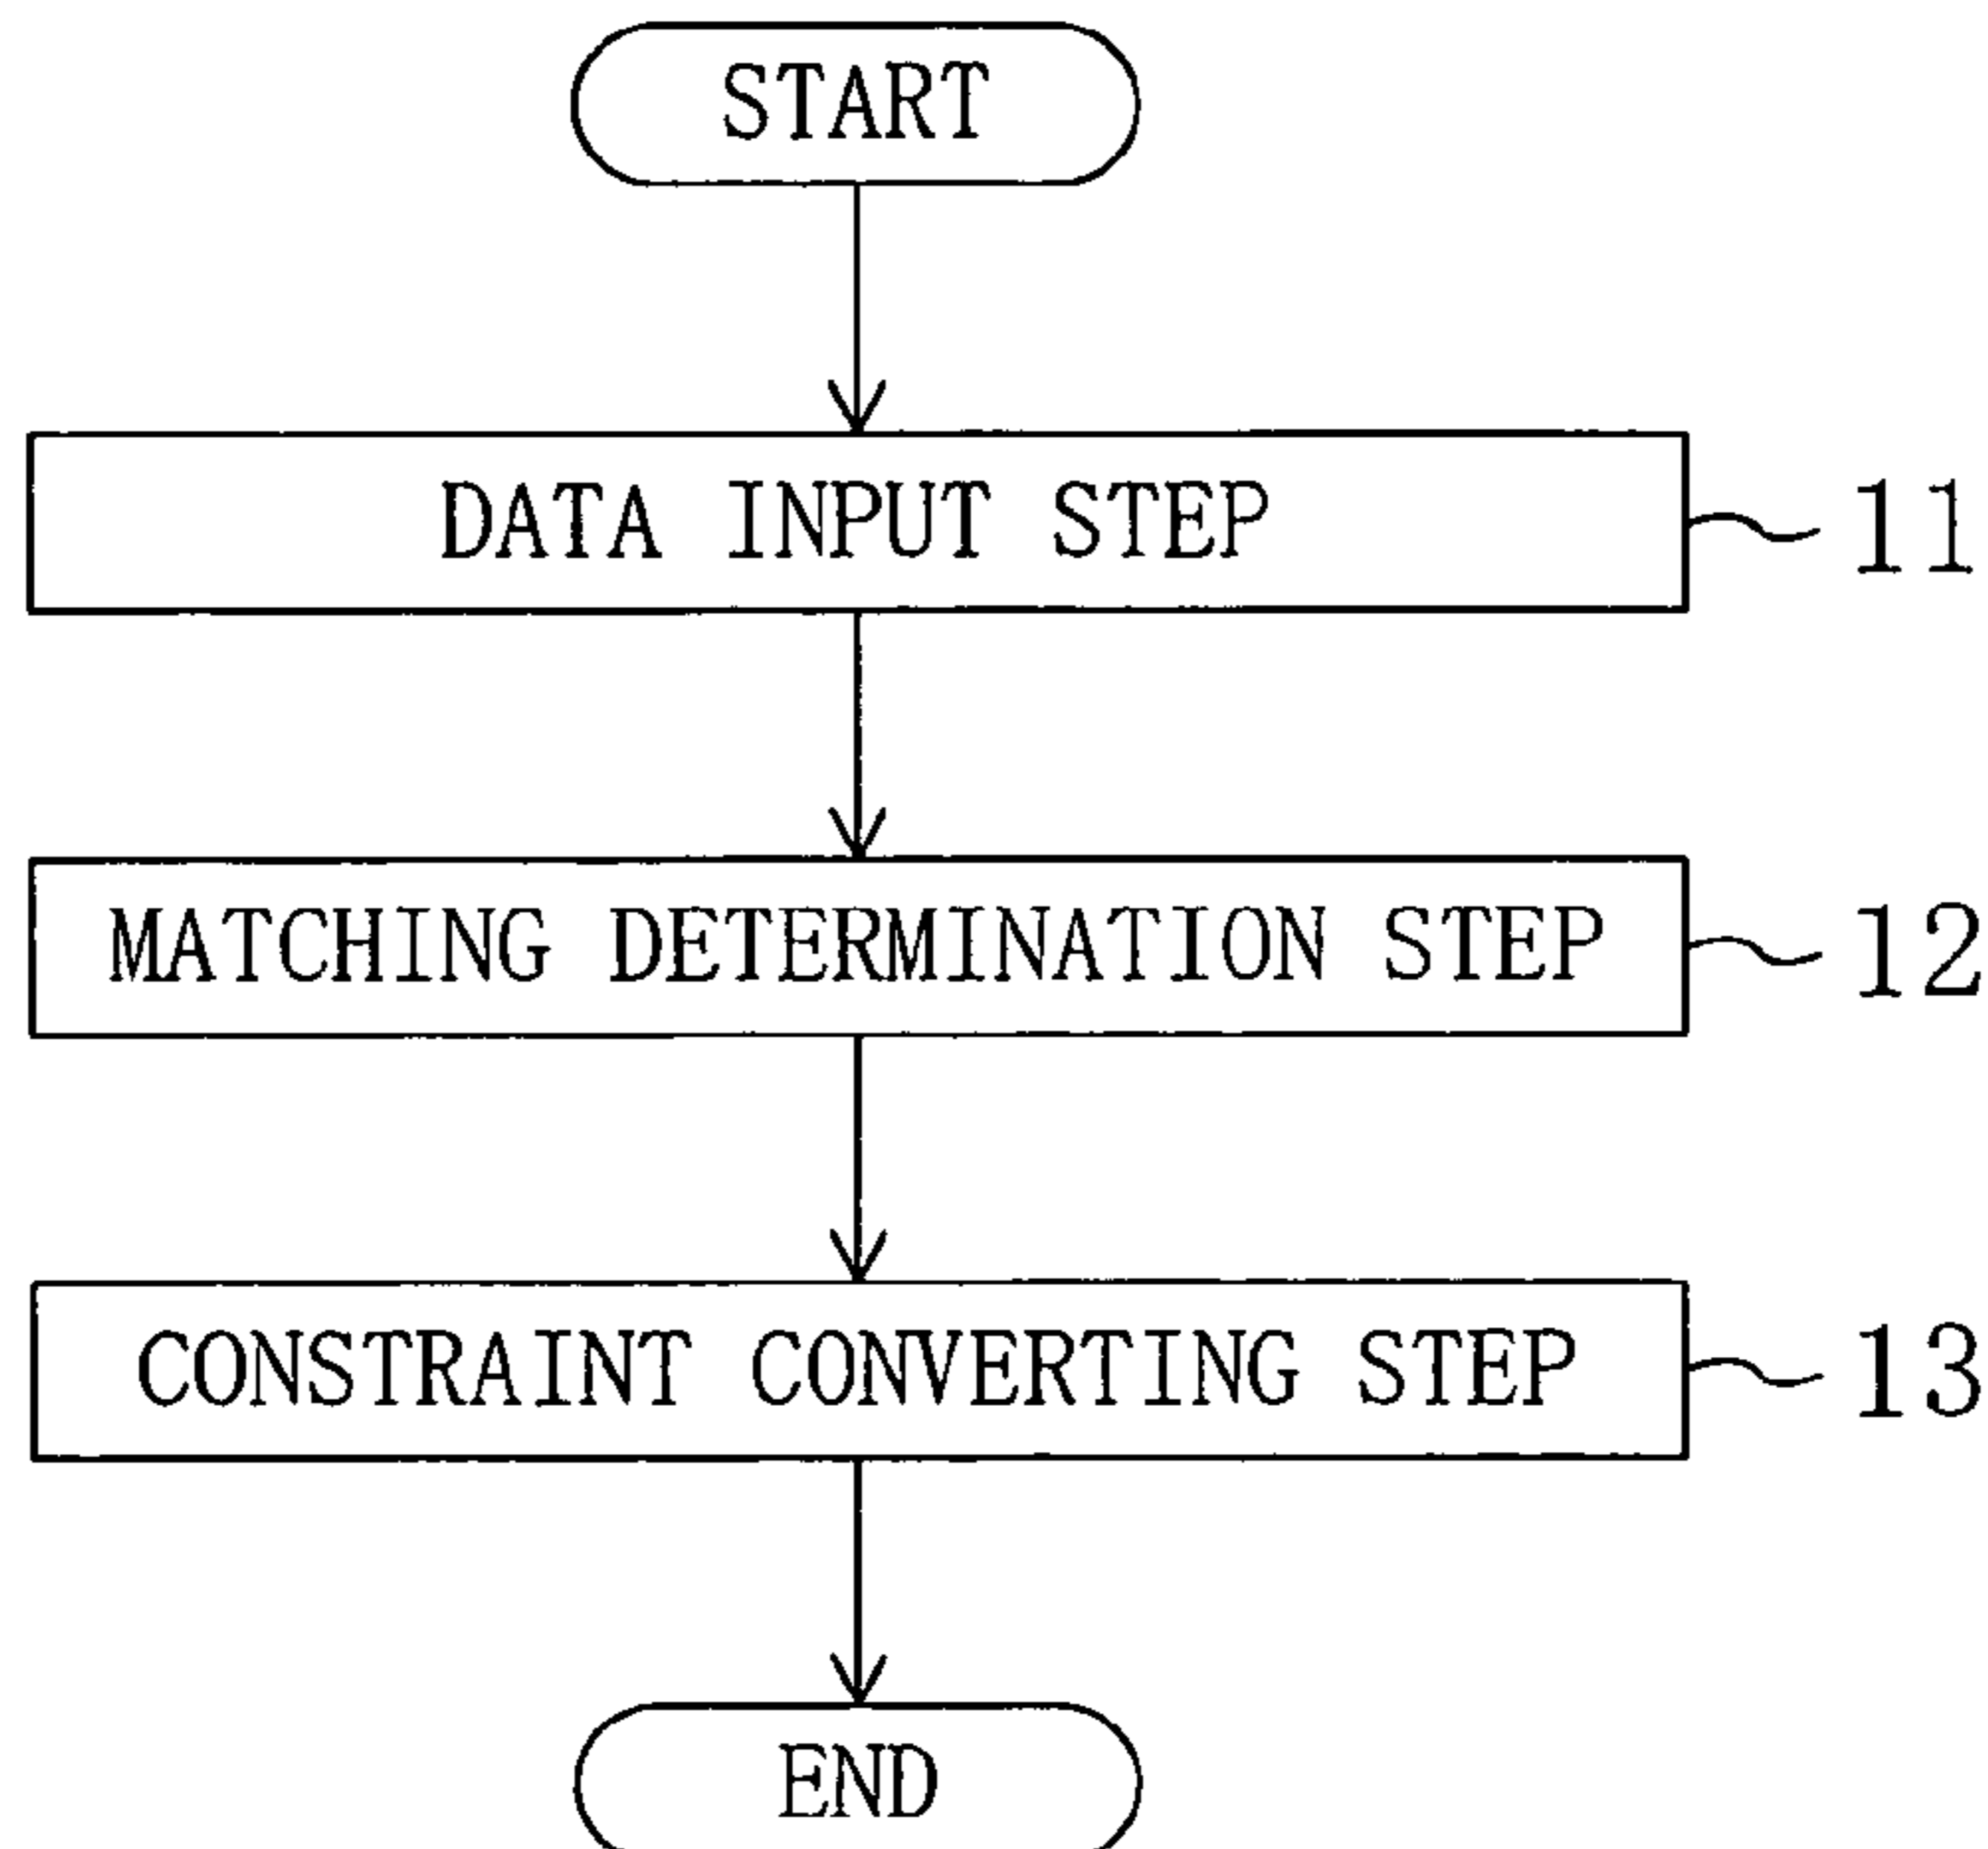 START
DATA INPUT STEP
11
MATCHING DETERMINATION STEP
12
CONSTRAINT CONVERTING STEP
13
END